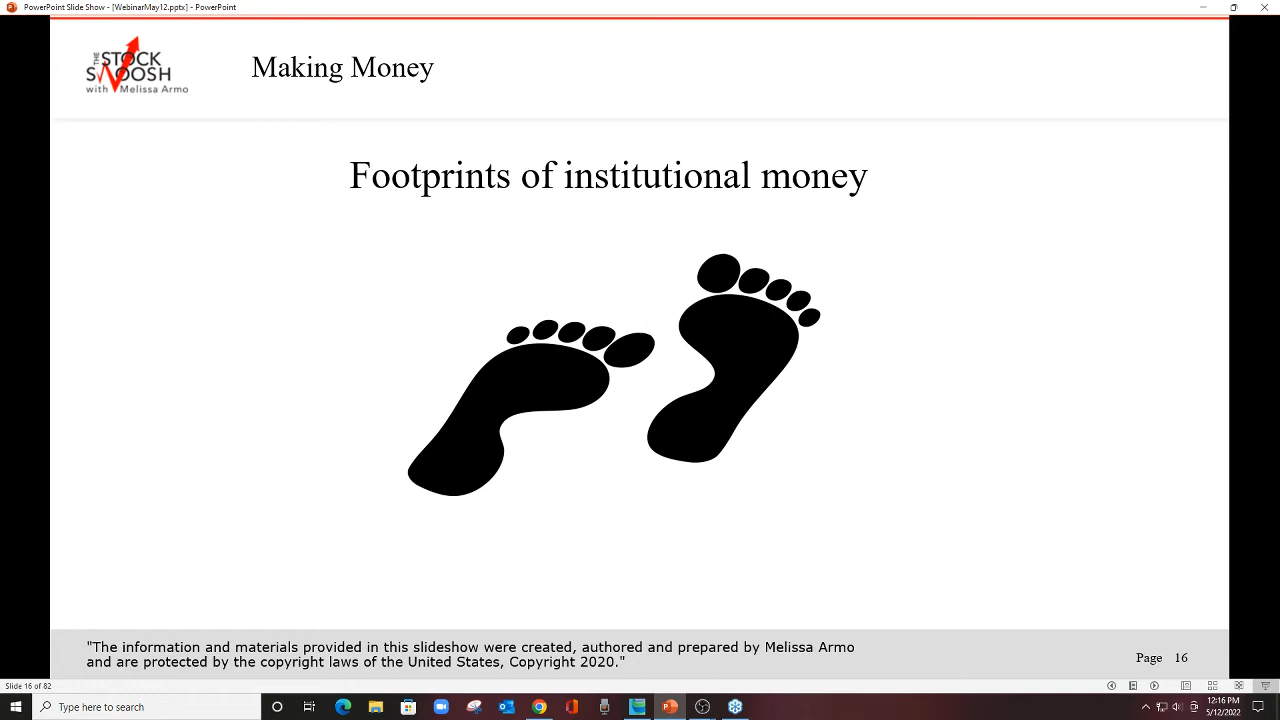 PowerPoint Slide Show - [WebinarMay12.pptx] - PowerPoint
THE
STOCK
SWOOSH
with Melissa Armo
Making Money
Footprints of institutional money
"The information and materials provided in this slideshow were created, authored and prepared by Melissa Armo
and are protected by the copyright laws of the United States, Copyright 2020."
Page 16
Slide 16 of 82
Type here to search
12:16 PM
5/12/2022